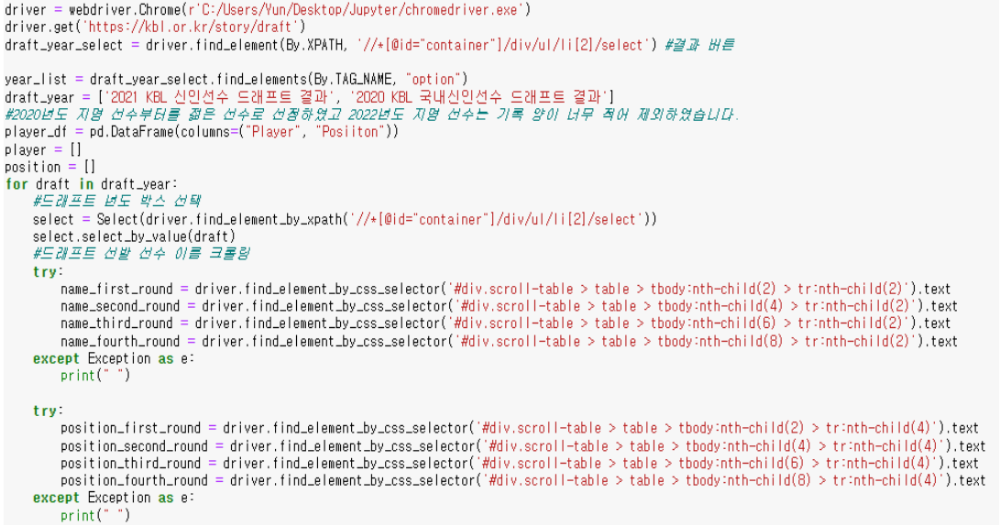 driver = webdriver.Chrome(r'C:/Users/Yun/Desktop/Jupyter/chromedriver.exe')
driver.get('https://kbl.or.kr/story/draft')
draft_year_select = driver.find_element(By.XPATH, '//*[@id="container"]/div/ul/li[2]/select') #결과 버튼

year_list = draft_year_select.find_elements(By.TAG_NAME, "option")
draft_year = ['2021 KBL 신인선수 드래프트 결과', '2020 KBL 국내신인선수 드래프트 결과']
#2020년도 지명 선수부터를 젊은 선수로 선정하였고 2022년도 지명 선수는 기록 양이 너무 적어 제외하였습니다.
player_df = pd.DataFrame(columns=("Player", "Posiiton"))
player = []
position = []
for draft in draft_year:
    #드래프트 년도 박스 선택
    select = Select(driver.find_element_by_xpath('//*[@id="container"]/div/ul/li[2]/select'))
    select.select_by_value(draft)
    #드래프트 선발 선수 이름 크롤링
    try:
        name_first_round = driver.find_element_by_css_selector('#div.scroll-table > table > tbody:nth-child(2) > tr:nth-child(2)').text
        name_second_round = driver.find_element_by_css_selector('#div.scroll-table > table > tbody:nth-child(4) > tr:nth-child(2)').text
        name_third_round = driver.find_element_by_css_selector('#div.scroll-table > table > tbody:nth-child(6) > tr:nth-child(2)').text
        name_fourth_round = driver.find_element_by_css_selector('#div.scroll-table > table > tbody:nth-child(8) > tr:nth-child(2)').text
    except Exception as e:
        print(" ")

    try:
        position_first_round = driver.find_element_by_css_selector('#div.scroll-table > table > tbody:nth-child(2) > tr:nth-child(4)').text
        position_second_round = driver.find_element_by_css_selector('#div.scroll-table > table > tbody:nth-child(4) > tr:nth-child(4)').text
        position_third_round = driver.find_element_by_css_selector('#div.scroll-table > table > tbody:nth-child(6) > tr:nth-child(4)').text
        position_fourth_round = driver.find_element_by_css_selector('#div.scroll-table > table > tbody:nth-child(8) > tr:nth-child(4)').text
    except Exception as e:
        print(" ")